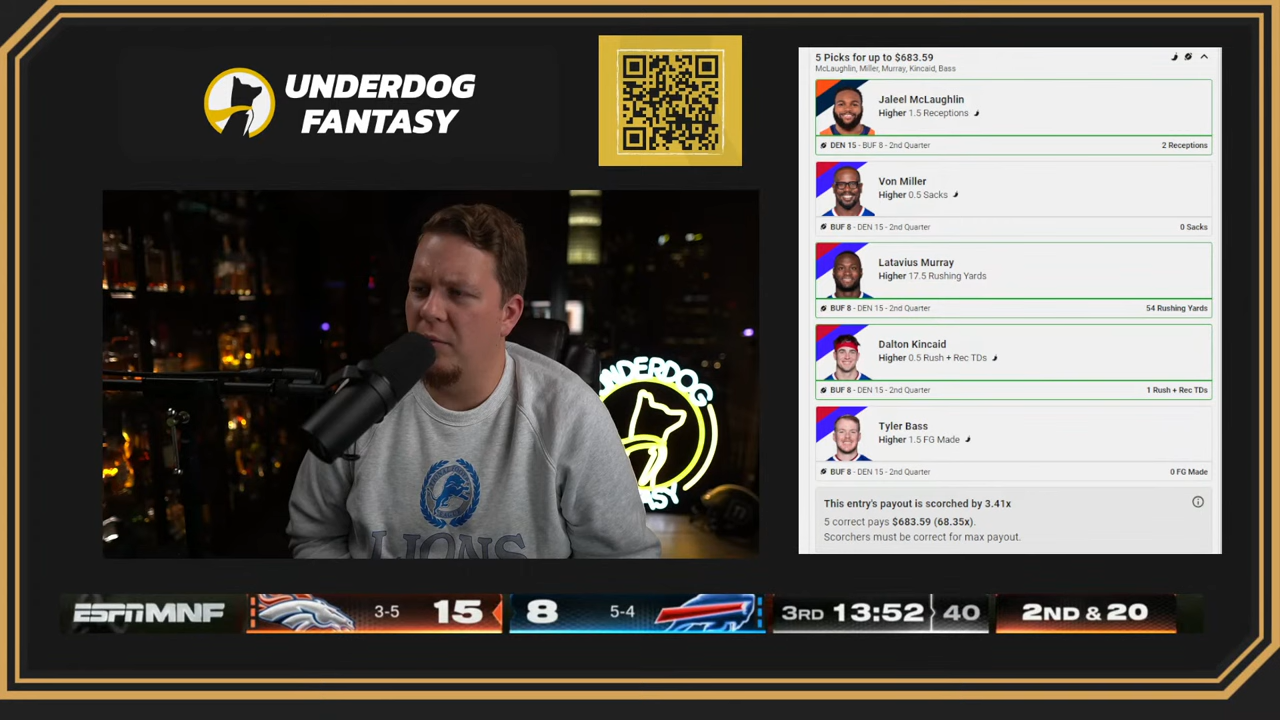 UNDERDOG
FANTASY
5 Picks for up to $683.59
McLaughlin, Miller, Murray, Kincaid, Bass
Jaleel McLaughlin
Higher 1.5 Receptions
DEN 15 - BUF 8 - 2nd Quarter
2 Receptions
Von Miller
Higher 0.5 Sacks
BUF 8 - DEN 15 - 2nd Quarter
0 Sacks
Latavius Murray
Higher 17.5 Rushing Yards
BUF 8 - DEN 15 - 2nd Quarter
54 Rushing Yards
Dalton Kincaid
Higher 0.5 Rush + Rec TDs
BUF 8 - DEN 15 - 2nd Quarter
1 Rush + Rec TDs
Tyler Bass
Higher 1.5 FG Made
BUF 8 - DEN 15 - 2nd Quarter
0 FG Made
This entry's payout is scorched by 3.41x
5 correct pays $683.59 (68.35x).
Scorchers must be correct for max payout.
UNDERDOG
LIONS
ESPN MNF
3-5
15
8
5-4
3RD 13:52
40
2ND & 20